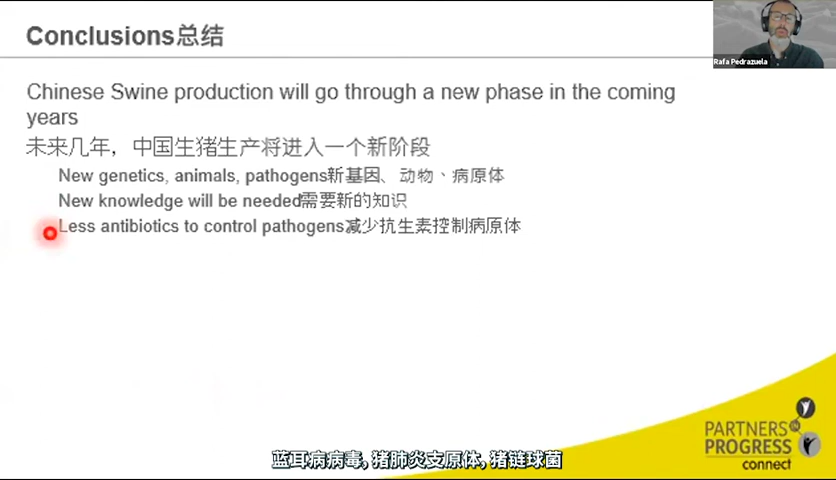 Conclusions总结
Rafa Pedrazuela
Chinese Swine production will go through a new phase in the coming
years
未来几年，中国生猪生产将进入一个新阶段
New genetics, animals, pathogens新基因、动物、病原体
New knowledge will be needed需要新的知识
Less antibiotics to control pathogens减少抗生素控制病原体
PARTNERS IN
PROGRESS
connect
蓝耳病病毒，猪肺炎支原体，猪链球菌